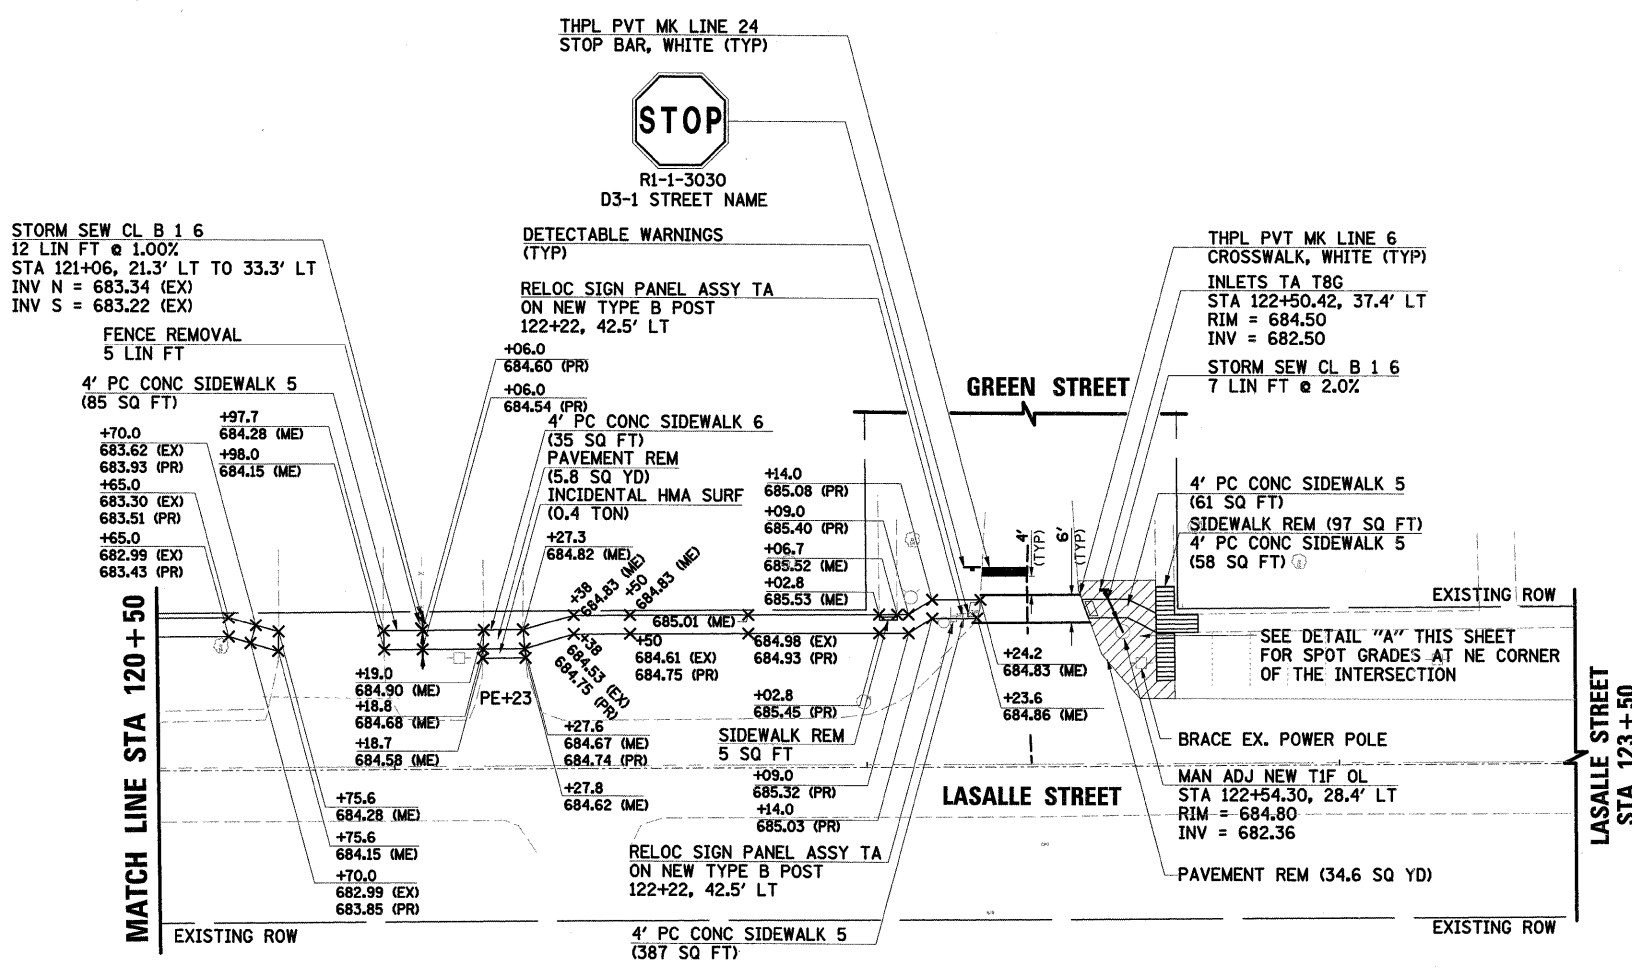 THPL PVT MK LINE 24
STOP BAR, WHITE (TYP)
STOP
R1-1-3030
D3-1 STREET NAME
STORM SEW CL B 1 6
12 LIN FT @ 1.00%
STA 121+06, 21.3' LT TO 33.3' LT
INV N = 683.34 (EX)
INV S = 683.22 (EX)
FENCE REMOVAL
5 LIN FT
4' PC CONC SIDEWALK 5
(85 SQ FT)
+97.7
684.28 (ME)
+98.0
684.15 (ME)
+70.0
683.62 (EX)
683.93 (PR)
+65.0
683.30 (EX)
683.51 (PR)
+65.0
682.99 (EX)
683.43 (PR)
DETECTABLE WARNINGS
(TYP)
RELOC SIGN PANEL ASSY TA
ON NEW TYPE B POST
122+22, 42.5' LT
+06.0
684.60 (PR)
+06.0
684.54 (PR)
4' PC CONC SIDEWALK 6
(35 SQ FT)
PAVEMENT REM
(5.8 SQ YD)
INCIDENTAL HMA SURF
(0.4 TON)
+27.3
684.82 (ME)
+38
684.83 (ME)
+50
684.83 (ME)
685.01 (ME)
+14.0
685.08 (PR)
+09.0
685.40 (PR)
+06.7
685.52 (ME)
+02.8
685.53 (ME)
THPL PVT MK LINE 6
CROSSWALK, WHITE (TYP)
INLETS TA T8G
STA 122+50.42, 37.4' LT
RIM = 684.50
INV = 682.50
STORM SEW CL B 1 6
7 LIN FT @ 2.0%
GREEN STREET
4'
(TYP)
6'
(TYP)
4' PC CONC SIDEWALK 5
(61 SQ FT)
SIDEWALK REM (97 SQ FT)
4' PC CONC SIDEWALK 5
(58 SQ FT)
EXISTING ROW
SEE DETAIL "A" THIS SHEET
FOR SPOT GRADES AT NE CORNER
OF THE INTERSECTION
MATCH LINE STA 120+50
+38
684.53 (EX)
684.75 (PR)
+50
684.61 (EX)
684.75 (PR)
684.98 (EX)
684.93 (PR)
+24.2
684.83 (ME)
+23.6
684.86 (ME)
+19.0
684.90 (ME)
+18.8
684.68 (ME)
+18.7
684.58 (ME)
PE+23
+27.6
684.67 (ME)
684.74 (PR)
+27.8
684.62 (ME)
+02.8
685.45 (PR)
SIDEWALK REM
5 SQ FT
+09.0
685.32 (PR)
+14.0
685.03 (PR)
LASALLE STREET
BRACE EX. POWER POLE
MAN ADJ NEW T1F OL
STA 122+54.30, 28.4' LT
RIM = 684.80
INV = 682.36
PAVEMENT REM (34.6 SQ YD)
LASALLE STREET
STA 123+50
+75.6
684.28 (ME)
+75.6
684.15 (ME)
+70.0
682.99 (EX)
683.85 (PR)
RELOC SIGN PANEL ASSY TA
ON NEW TYPE B POST
122+22, 42.5' LT
4' PC CONC SIDEWALK 5
(387 SQ FT)
EXISTING ROW
EXISTING ROW